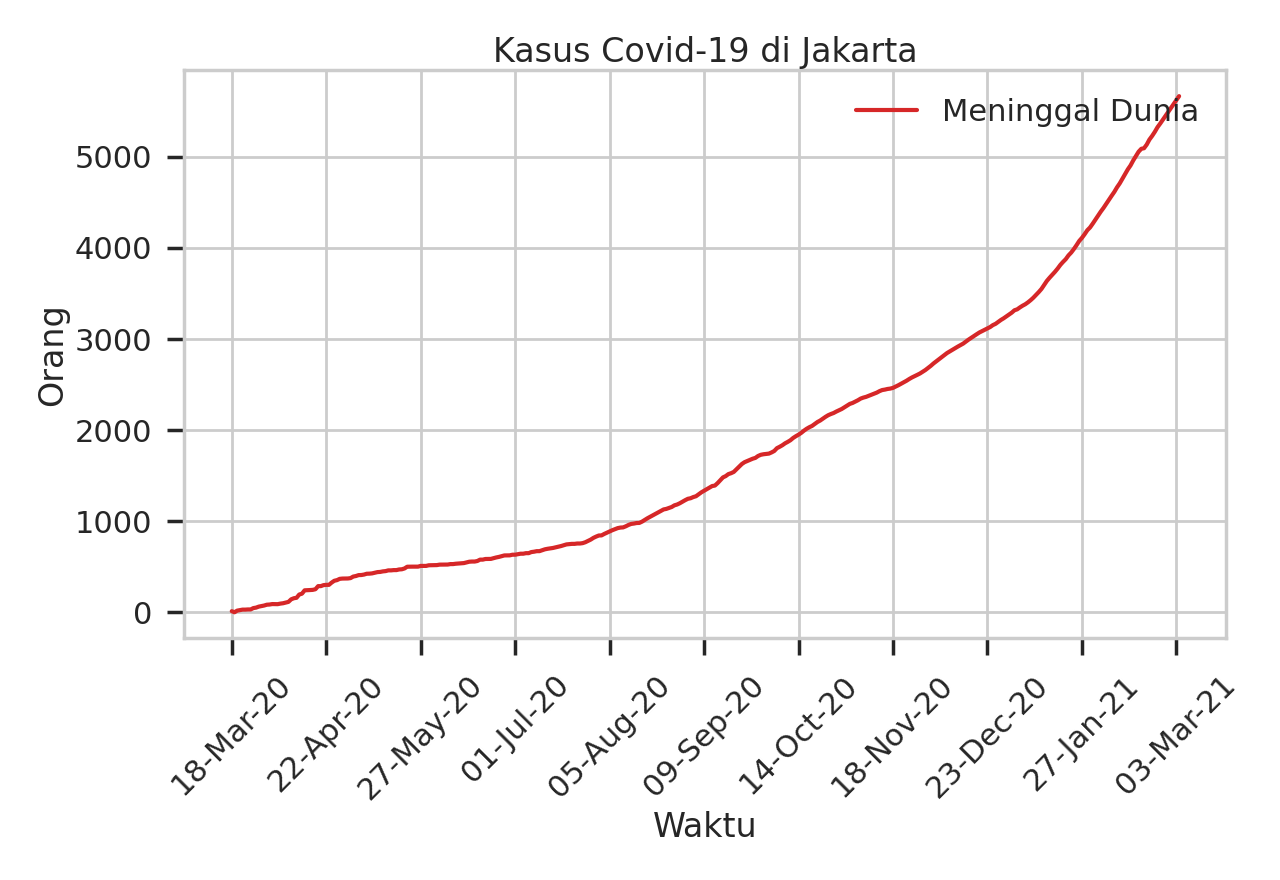 Kasus Covid-19 di Jakarta
Meninggal Dunia
Orang
5000
4000
3000
2000
1000
0
18-Mar-20
22-Apr-20
27-May-20
01-Jul-20
05-Aug-20
09-Sep-20
14-Oct-20
18-Nov-20
23-Dec-20
27-Jan-21
03-Mar-21
Waktu